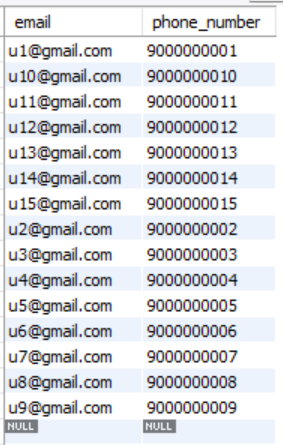 email phone_number
u1@gmail.com 9000000001
u10@gmail.com 9000000010
u11@gmail.com 9000000011
u12@gmail.com 9000000012
u13@gmail.com 9000000013
u14@gmail.com 9000000014
u15@gmail.com 9000000015
u2@gmail.com 9000000002
u3@gmail.com 9000000003
u4@gmail.com 9000000004
u5@gmail.com 9000000005
u6@gmail.com 9000000006
u7@gmail.com 9000000007
u8@gmail.com 9000000008
u9@gmail.com 9000000009
NULL NULL